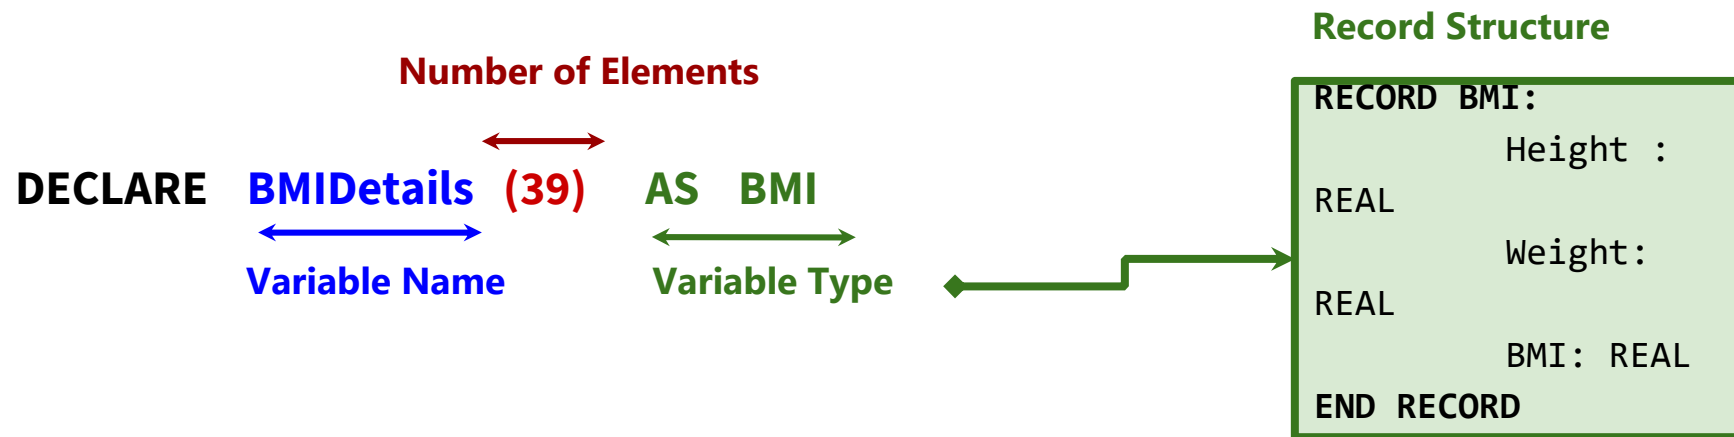 Record Structure
Number of Elements
DECLARE BMIDetails (39) AS BMI
Variable Name
Variable Type
RECORD BMI:
Height :
REAL
Weight:
REAL
BMI: REAL
END RECORD